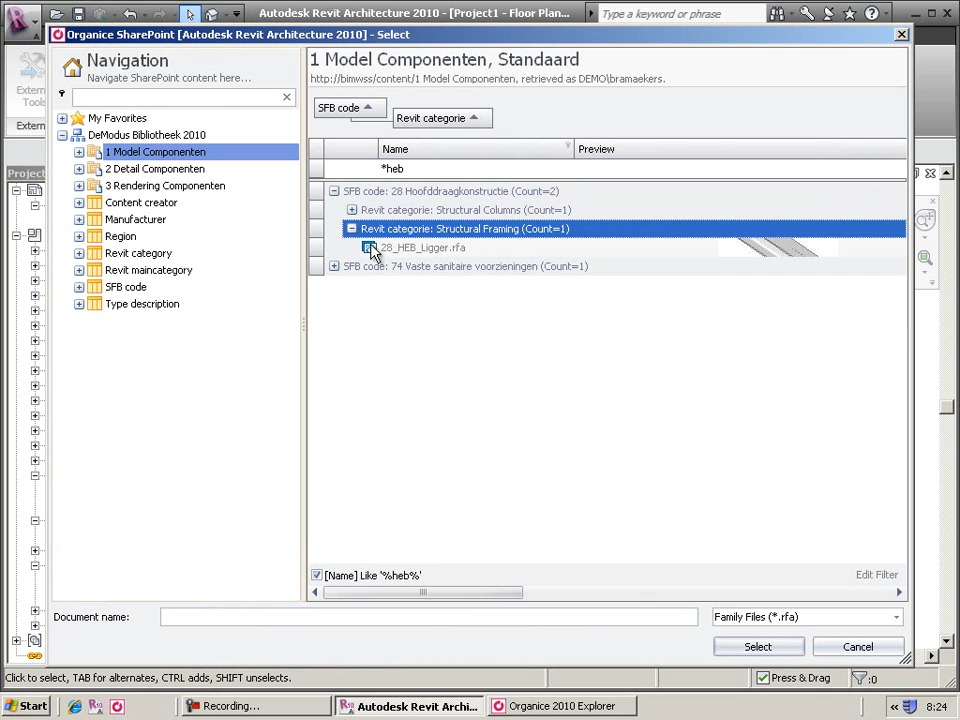 Autodesk Revit Architecture 2010 - [Project1 - Floor Plan...
Type a keyword or phrase
Organice SharePoint [Autodesk Revit Architecture 2010] - Select
Navigation
Navigate SharePoint content here...
1 Model Componenten, Standaard
http://bimwss/content/1 Model Componenten, retrieved as DEMO\bramaekers.
Extern
Tools
Extern
SFB code
Revit categorie
My Favorites
DeModus Bibliotheek 2010
1 Model Componenten
2 Detail Componenten
3 Rendering Componenten
Content creator
Manufacturer
Region
Revit category
Revit maincategory
SFB code
Type description
Name
Preview
*heb
SFB code: 28 Hoofddraagkonstructie (Count=2)
Revit categorie: Structural Columns (Count=1)
Revit categorie: Structural Framing (Count=1)
28_HEB_Ligger.rfa
SFB code: 74 Vaste sanitaire voorzieningen (Count=1)
Projec
[Name] Like '%heb%'
Edit Filter
Document name:
Family Files (*.rfa)
Select
Cancel
Click to select, TAB for alternates, CTRL adds, SHIFT unselects.
Press & Drag
:0
Start
Recording...
Autodesk Revit Archi...
Organice 2010 Explorer
8:24